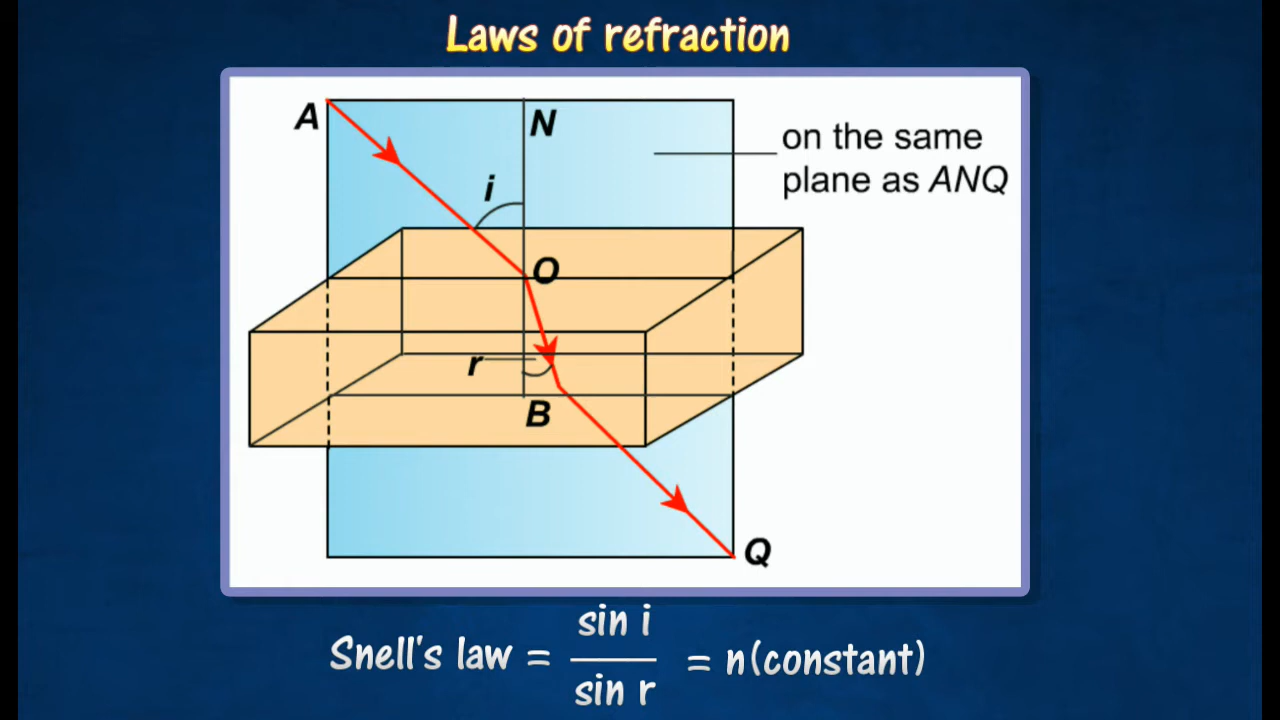 Laws of refraction
A
N
on the same
plane as ANQ
i
O
r
B
Q
sin i
Snell's law = ሀ = n(constant)
sin r